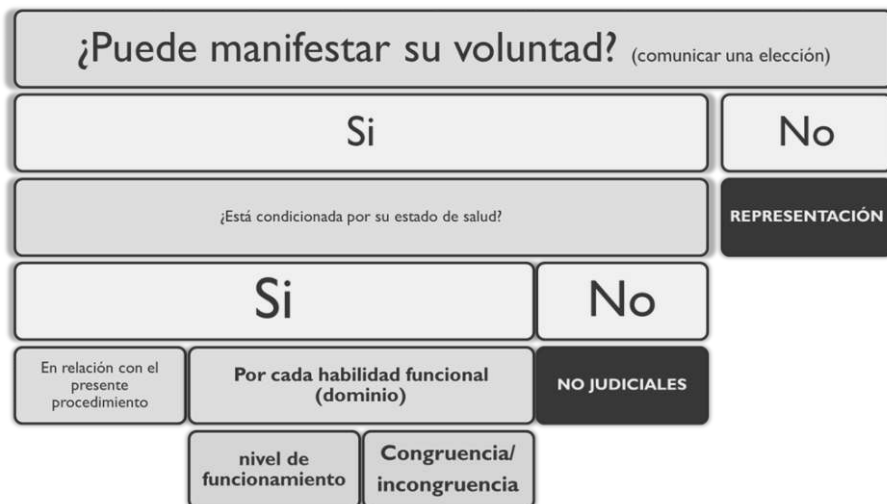 ¿Puede manifestar su voluntad? (comunicar una elección)
Si
No
¿Está condicionada por su estado de salud?
REPRESENTACIÓN
Si
No
En relación con el
presente
procedimiento
Por cada habilidad funcional
(dominio)
NO JUDICIALES
nivel de
funcionamiento
Congruencia/
incongruencia